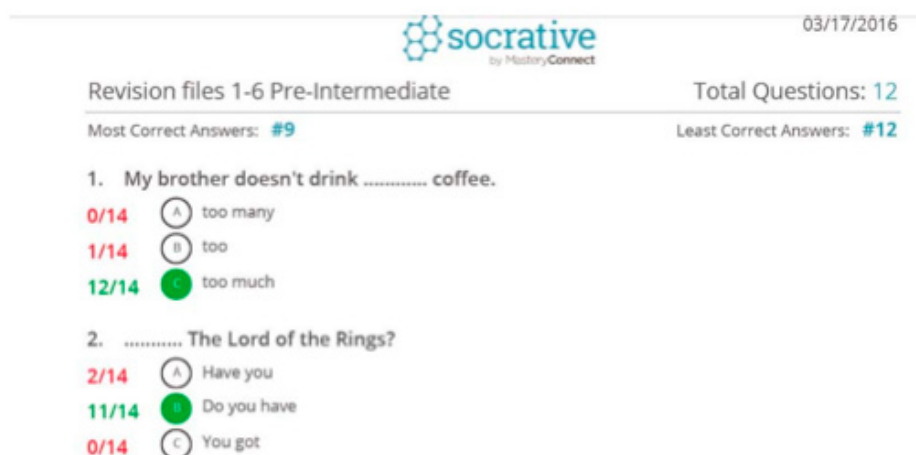 03/17/2016
socrative
by MasteryConnect
Revision files 1-6 Pre-Intermediate Total Questions: 12
Most Correct Answers: #9 Least Correct Answers: #12
1. My brother doesn't drink ............ coffee.
0/14 A too many
1/14 B too
12/14 C too much
2. ........... The Lord of the Rings?
2/14 A Have you
11/14 B Do you have
0/14 C You got